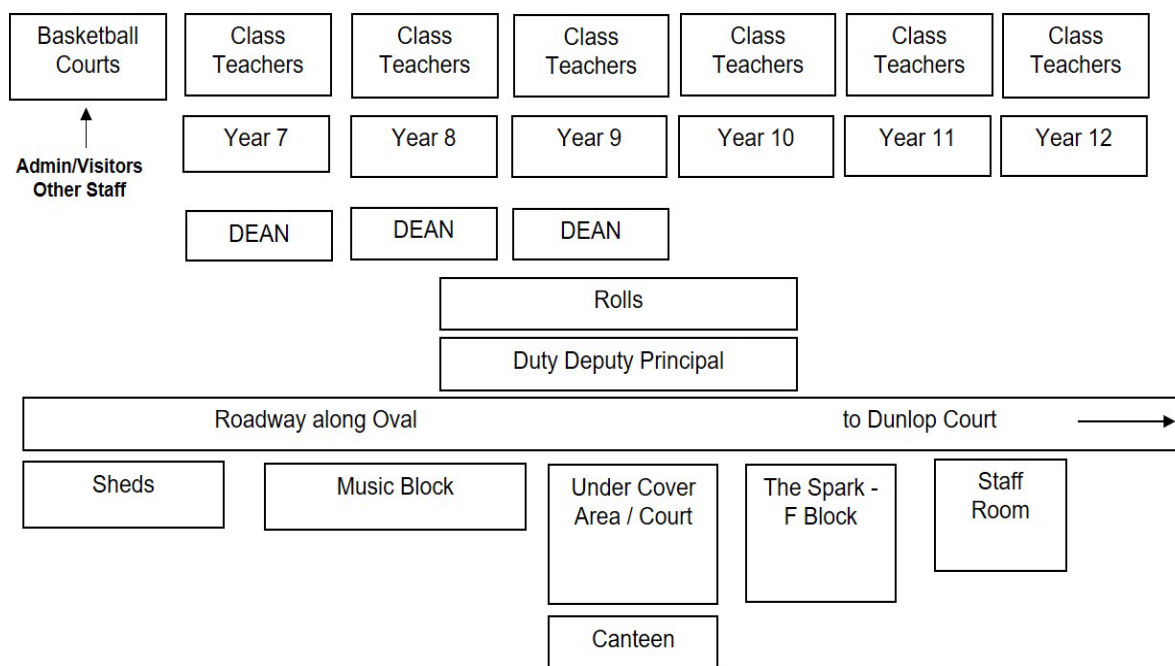 Basketball
Courts
Class
Teachers
Class
Teachers
Class
Teachers
Class
Teachers
Class
Teachers
Class
Teachers
Admin/Visitors
Other Staff
Year 7
Year 8
Year 9
Year 10
Year 11
Year 12
DEAN
DEAN
DEAN
Rolls
Duty Deputy Principal
Roadway along Oval
to Dunlop Court
Sheds
Music Block
Under Cover
Area / Court
The Spark -
F Block
Staff
Room
Canteen